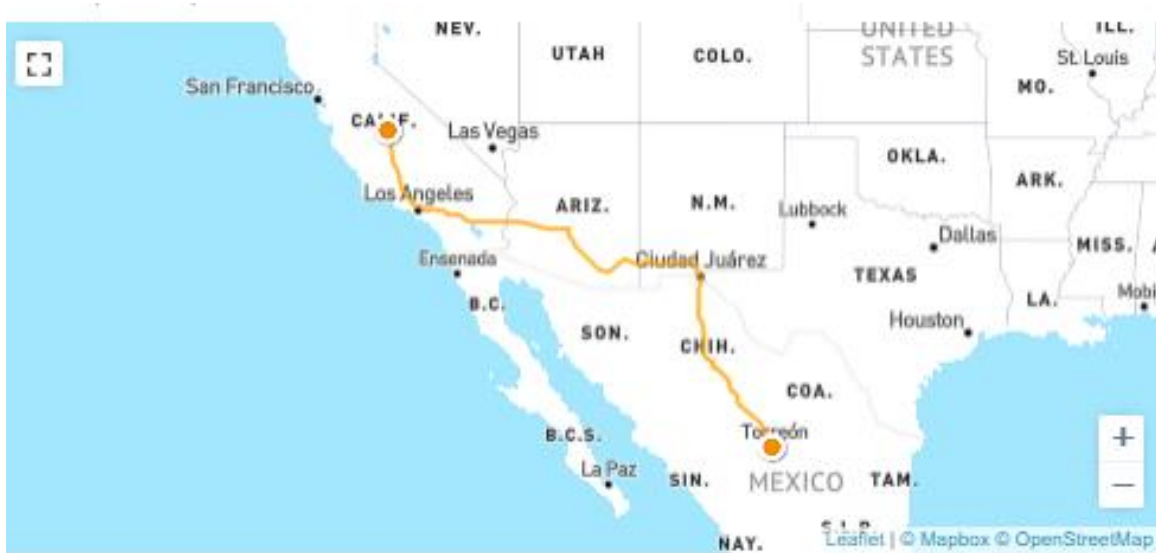 NEV.
UNITED
STATES
ILL.
UTAH
COLO.
St. Louis
MO.
San Francisco
Las Vegas
OKLA.
ARK.
Los Angeles
ARIZ.
N.M.
Lubbock
Dallas
MISS.
Ensenada
Ciudad Juárez
TEXAS
B.C.
LA.
SON.
Houston
CHIH.
COA.
Torreón
B.C.S.
La Paz
SIN.
MEXICO
TAM.
NAY.
S.L.P.
Leaflet | © Mapbox © OpenStreetMap